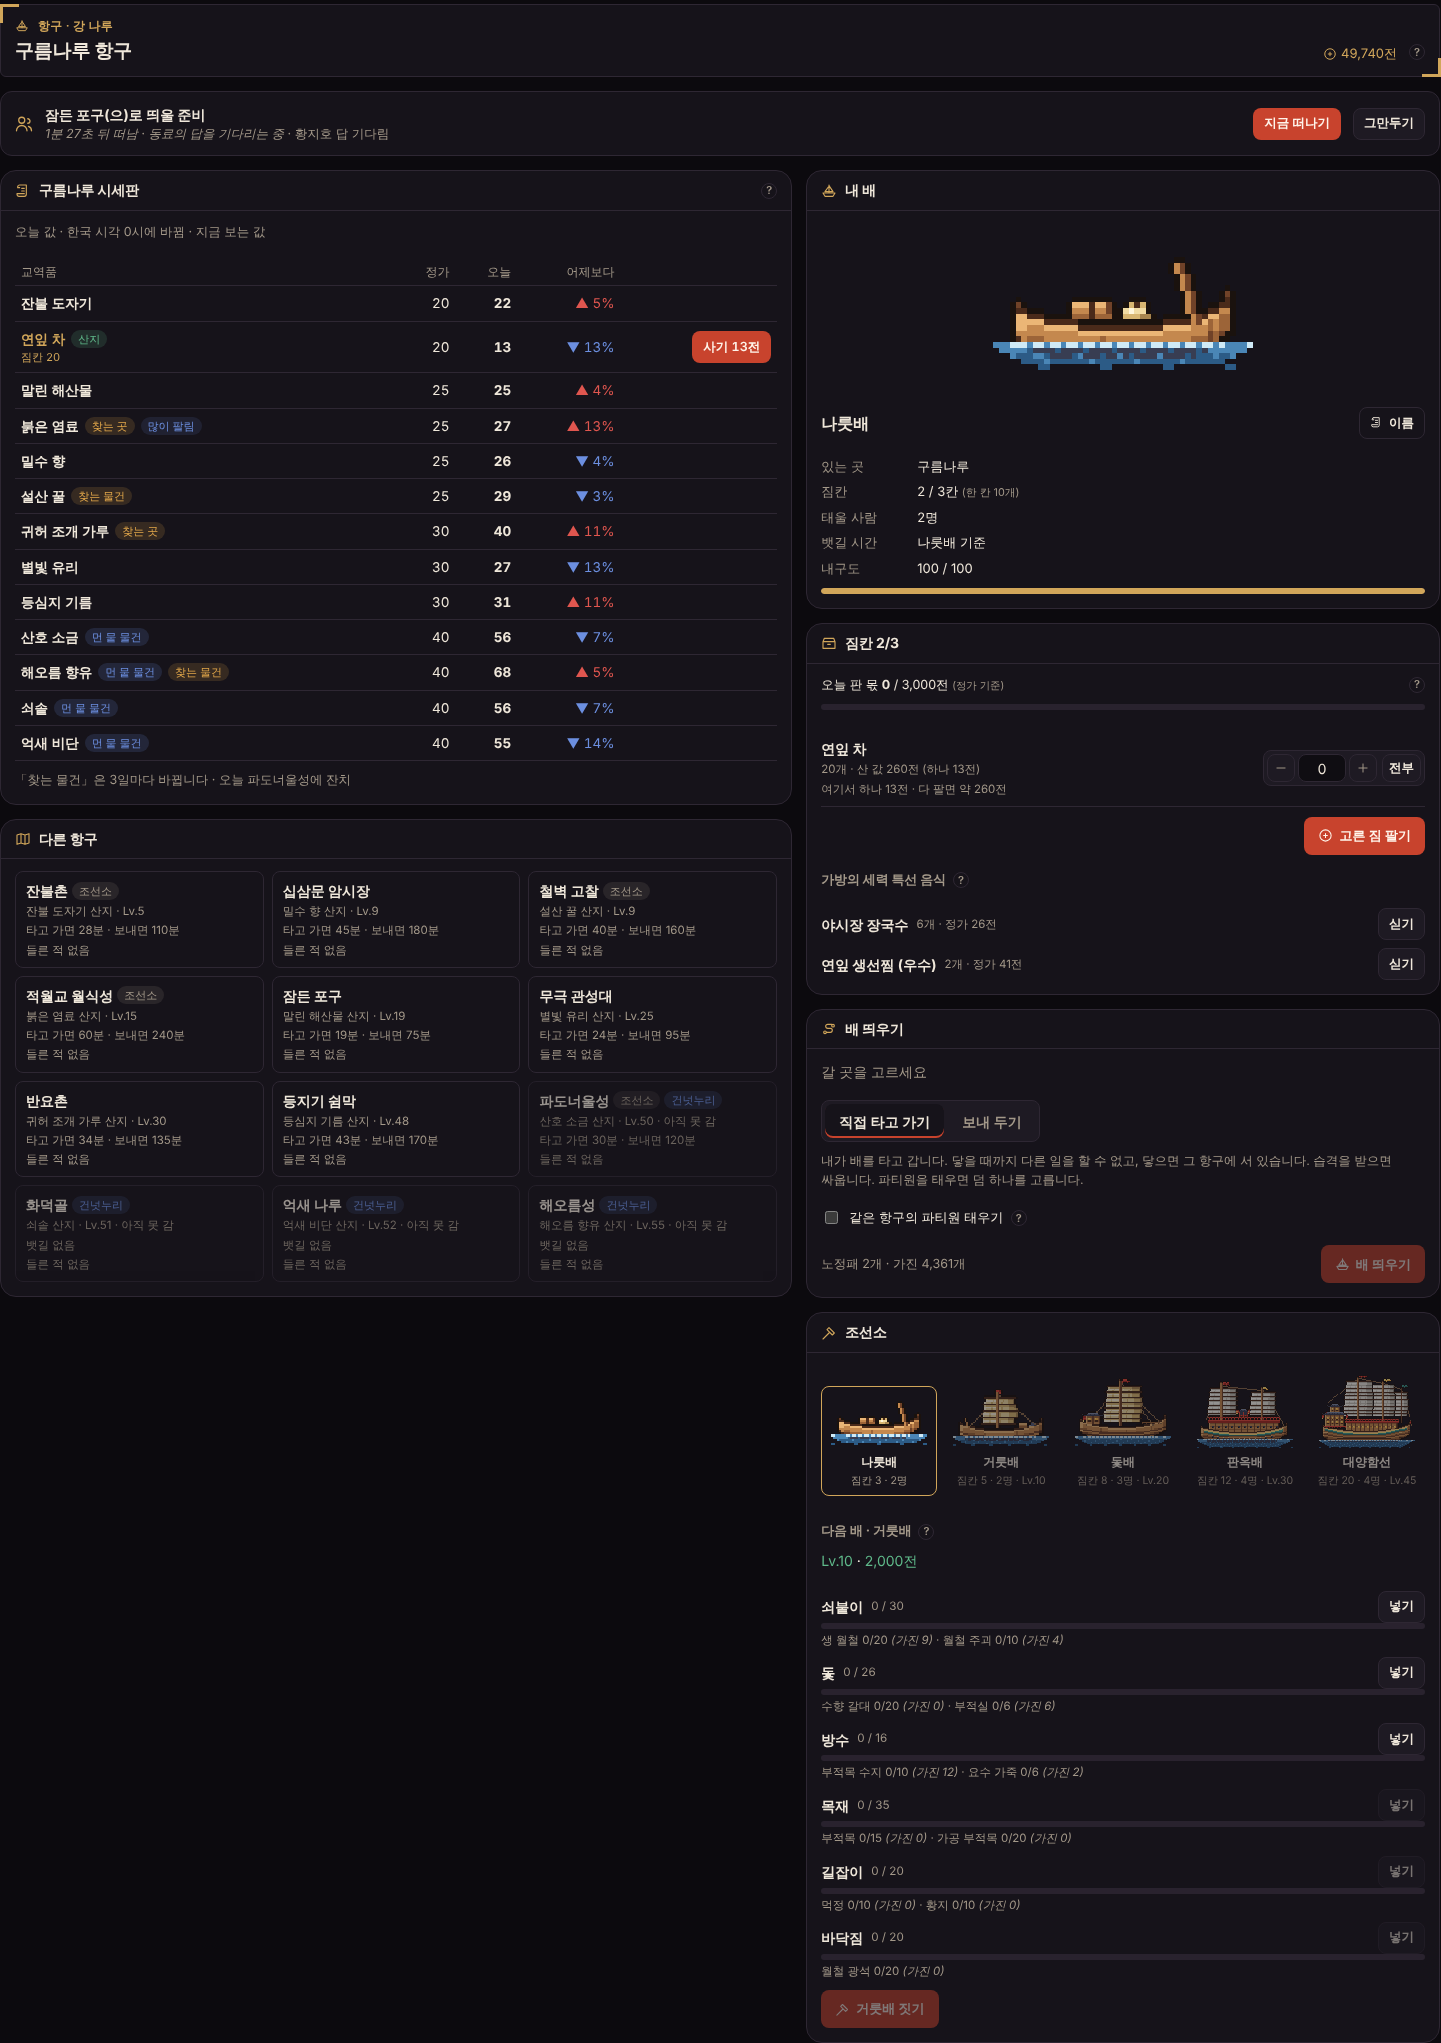 항구 · 강 나루
구름나루 항구
49,740전 ?
잠든 포구(으)로 띄울 준비
1분 27초 뒤 떠남 · 동료의 답을 기다리는 중 · 황지호 답 기다림
지금 떠나기
그만두기
구름나루 시세판 ?
오늘 값 · 한국 시각 0시에 바뀜 · 지금 보는 값
교역품 정가 오늘 어제보다
잔불 도자기 20 22 ▲ 5%
연잎 차 산지 20 13 ▼ 13% 사기 13전
짐칸 20
말린 해산물 25 25 ▲ 4%
붉은 염료 찾는 곳 많이 팔림 25 27 ▲ 13%
밀수 향 25 26 ▼ 4%
설산 꿀 찾는 물건 25 29 ▼ 3%
귀허 조개 가루 찾는 곳 30 40 ▲ 11%
별빛 유리 30 27 ▼ 13%
등심지 기름 30 31 ▲ 11%
산호 소금 먼 뭍 물건 40 56 ▼ 7%
해오름 향유 먼 뭍 물건 찾는 물건 40 68 ▲ 5%
쇠솥 먼 뭍 물건 40 56 ▼ 7%
억새 비단 먼 뭍 물건 40 55 ▼ 14%
「찾는 물건」은 3일마다 바뀝니다 · 오늘 파도너울성에 잔치
다른 항구
잔불촌 조선소
잔불 도자기 산지 · Lv.5
타고 가면 28분 · 보내면 110분
들른 적 없음
십삼문 암시장
밀수 향 산지 · Lv.9
타고 가면 45분 · 보내면 180분
들른 적 없음
철벽 고찰 조선소
설산 꿀 산지 · Lv.9
타고 가면 40분 · 보내면 160분
들른 적 없음
적월교 월식성 조선소
붉은 염료 산지 · Lv.15
타고 가면 60분 · 보내면 240분
들른 적 없음
잠든 포구
말린 해산물 산지 · Lv.19
타고 가면 19분 · 보내면 75분
들른 적 없음
무극 관성대
별빛 유리 산지 · Lv.25
타고 가면 24분 · 보내면 95분
들른 적 없음
반요촌
귀허 조개 가루 산지 · Lv.30
타고 가면 34분 · 보내면 135분
들른 적 없음
등지기 쉼막
등심지 기름 산지 · Lv.48
타고 가면 43분 · 보내면 170분
들른 적 없음
파도너울성 조선소 건넛누리
산호 소금 산지 · Lv.50 · 아직 못 감
타고 가면 30분 · 보내면 120분
들른 적 없음
화덕골 건넛누리
쇠솥 산지 · Lv.51 · 아직 못 감
뱃길 없음
들른 적 없음
억새 나루 건넛누리
억새 비단 산지 · Lv.52 · 아직 못 감
뱃길 없음
들른 적 없음
해오름성 건넛누리
해오름 향유 산지 · Lv.55 · 아직 못 감
뱃길 없음
들른 적 없음
내 배
나룻배 이름
있는 곳 구름나루
짐칸 2 / 3칸 (한 칸 10개)
태울 사람 2명
뱃길 시간 나룻배 기준
내구도 100 / 100
짐칸 2/3
오늘 판 몫 0 / 3,000전 (정가 기준) ?
연잎 차
20개 · 산 값 260전 (하나 13전)
여기서 하나 13전 · 다 팔면 약 260전
− 0 + 전부
고른 짐 팔기
가방의 세력 특선 음식 ?
야시장 장국수 6개 · 정가 26전 싣기
연잎 생선찜 (우수) 2개 · 정가 41전 싣기
배 띄우기
갈 곳을 고르세요
직접 타고 가기 보내 두기
내가 배를 타고 갑니다. 닿을 때까지 다른 일을 할 수 없고, 닿으면 그 항구에 서 있습니다. 습격을 받으면
싸웁니다. 파티원을 태우면 덤 하나를 고릅니다.
같은 항구의 파티원 태우기 ?
노정패 2개 · 가진 4,361개 배 띄우기
조선소
나룻배
짐칸 3 · 2명
거룻배
짐칸 5 · 2명 · Lv.10
돛배
짐칸 8 · 3명 · Lv.20
판옥배
짐칸 12 · 4명 · Lv.30
대양함선
짐칸 20 · 4명 · Lv.45
다음 배 · 거룻배 ?
Lv.10 · 2,000전
쇠붙이 0 / 30 넣기
생 월철 0/20 (가진 9) · 월철 주괴 0/10 (가진 4)
돛 0 / 26 넣기
수향 갈대 0/20 (가진 0) · 부적실 0/6 (가진 6)
방수 0 / 16 넣기
부적목 수지 0/10 (가진 12) · 요수 가죽 0/6 (가진 2)
목재 0 / 35 넣기
부적목 0/15 (가진 0) · 가공 부적목 0/20 (가진 0)
길잡이 0 / 20 넣기
먹정 0/10 (가진 0) · 황지 0/10 (가진 0)
바닥짐 0 / 20 넣기
월철 광석 0/20 (가진 0)
거룻배 짓기